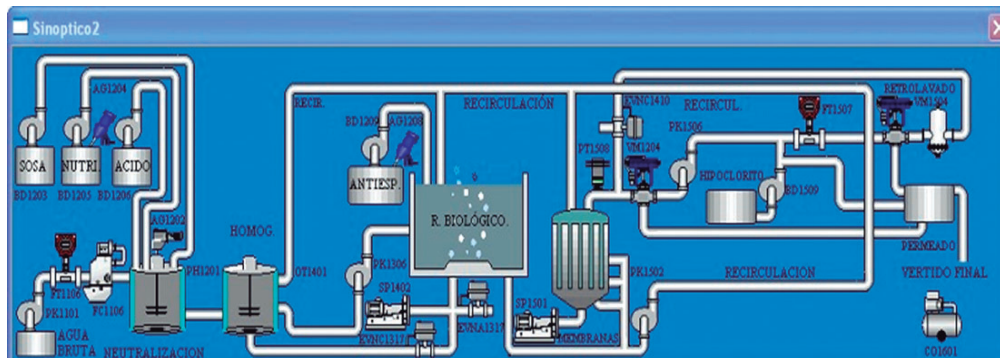 Sinoptico2
AG1204
SOSA
NUTRI.
ACIDO
BD1203
BD1205
BD1206
AG1202
FT1106
FC1106
PK1101
AGUA
BRUTA
PH1201
NEUTRALIZACION
HOMOG.
RECIR.
OT1401
BD1209
AG1208
ANTIESP.
RECIRCULACIÓN
R. BIOLÓGICO.
PK1306
SP1402
EVNC1317
EVNA1317
SP1501
MEMBRANAS
PK1502
PT1508
VM1204
EVNC1410
RECIRCUL.
PK1506
FT1507
HIPOCLORITO
BD1509
RETROLAVADO
VM1504
PERMEADO
RECIRCULACION
VERTIDO FINAL
CO1601